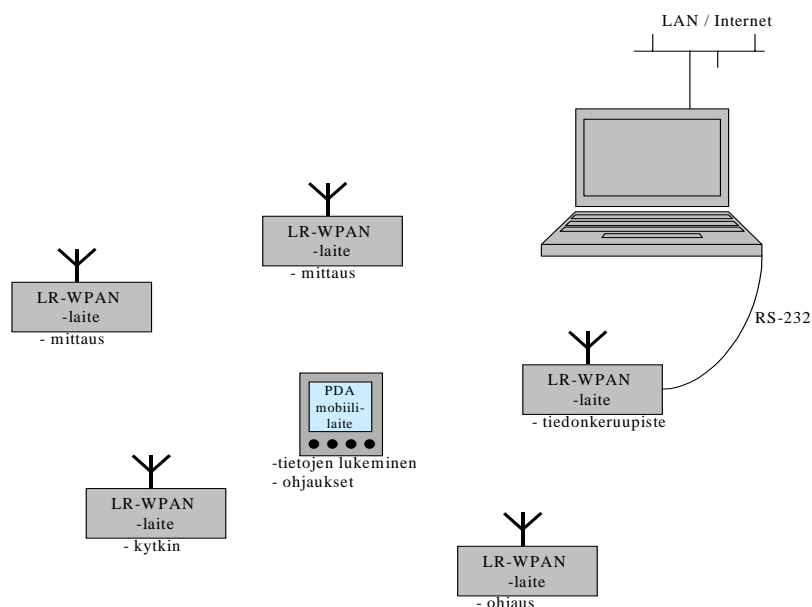 LAN / Internet
LR-WPAN
-laite
- mittaus
LR-WPAN
-laite
- mittaus
RS-232
LR-WPAN
-laite
- tiedonkeruupiste
PDA
mobiili-
laite
-tietojen lukeminen
- ohjaukset
LR-WPAN
-laite
- kytkin
LR-WPAN
-laite
- ohjaus